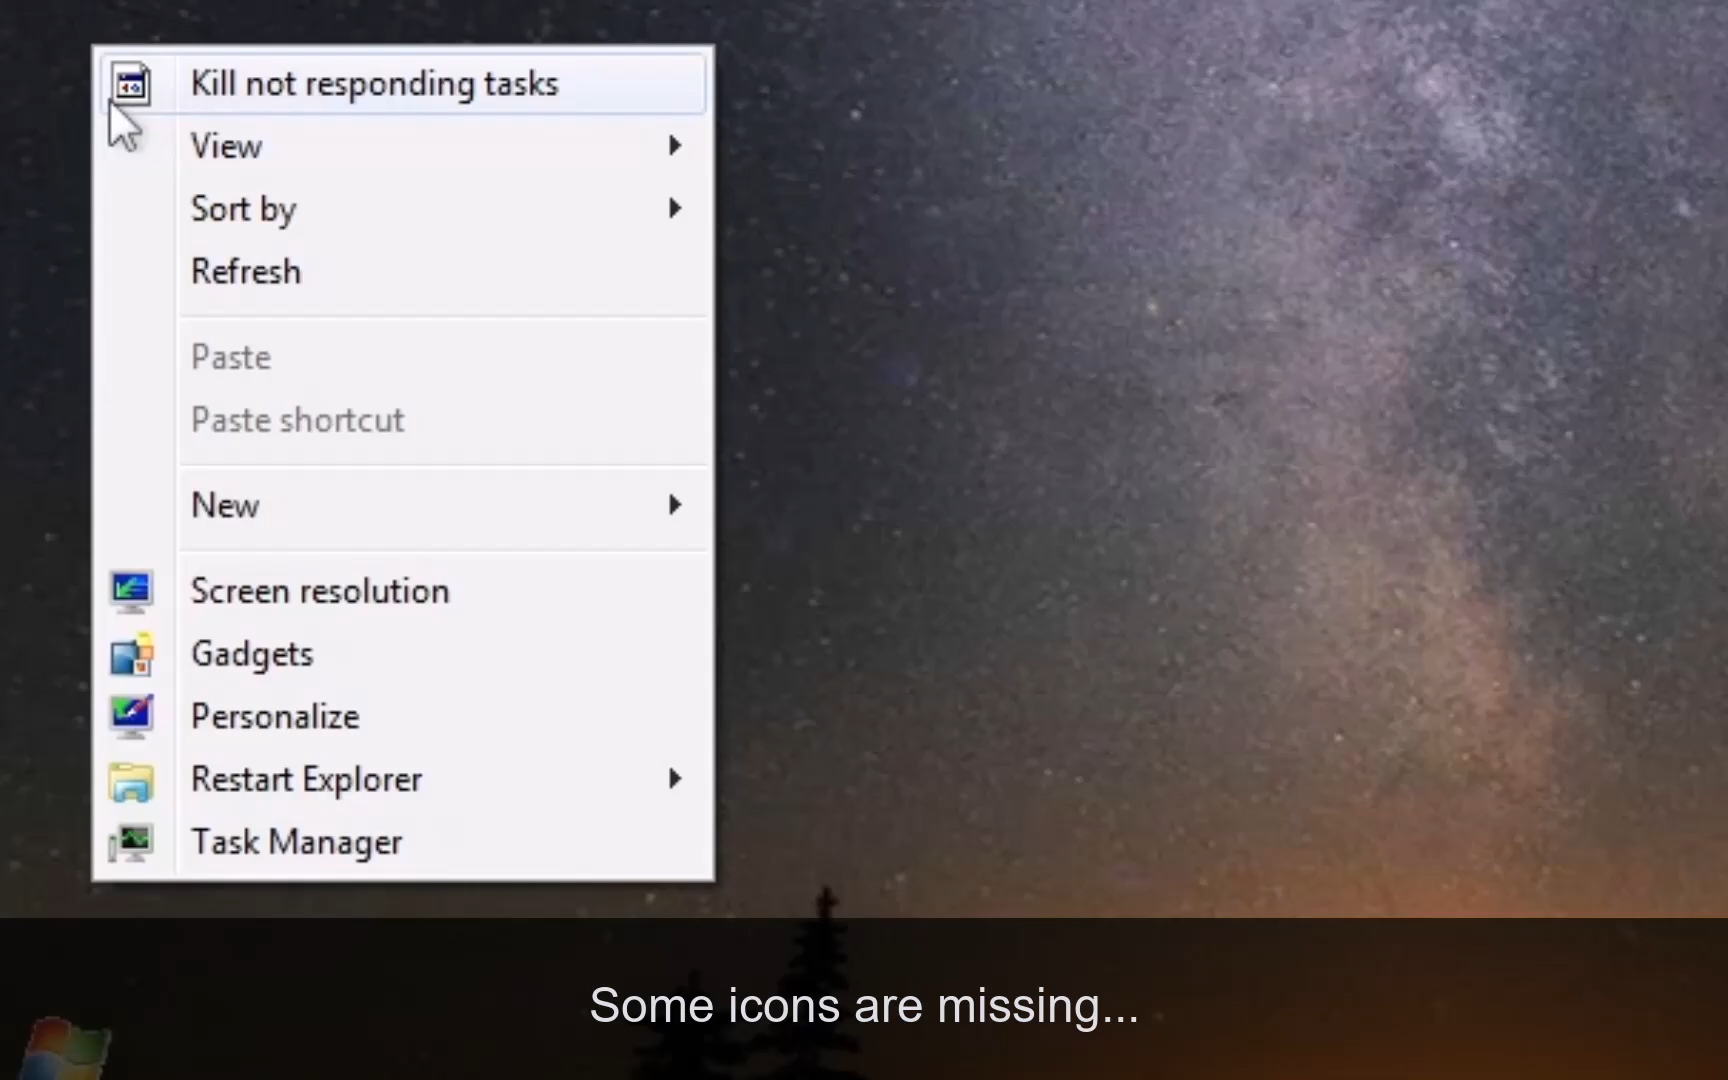 Kill not responding tasks
View
Sort by
Refresh
Paste
Paste shortcut
New
Screen resolution
Gadgets
Personalize
Restart Explorer
Task Manager
Some icons are missing...